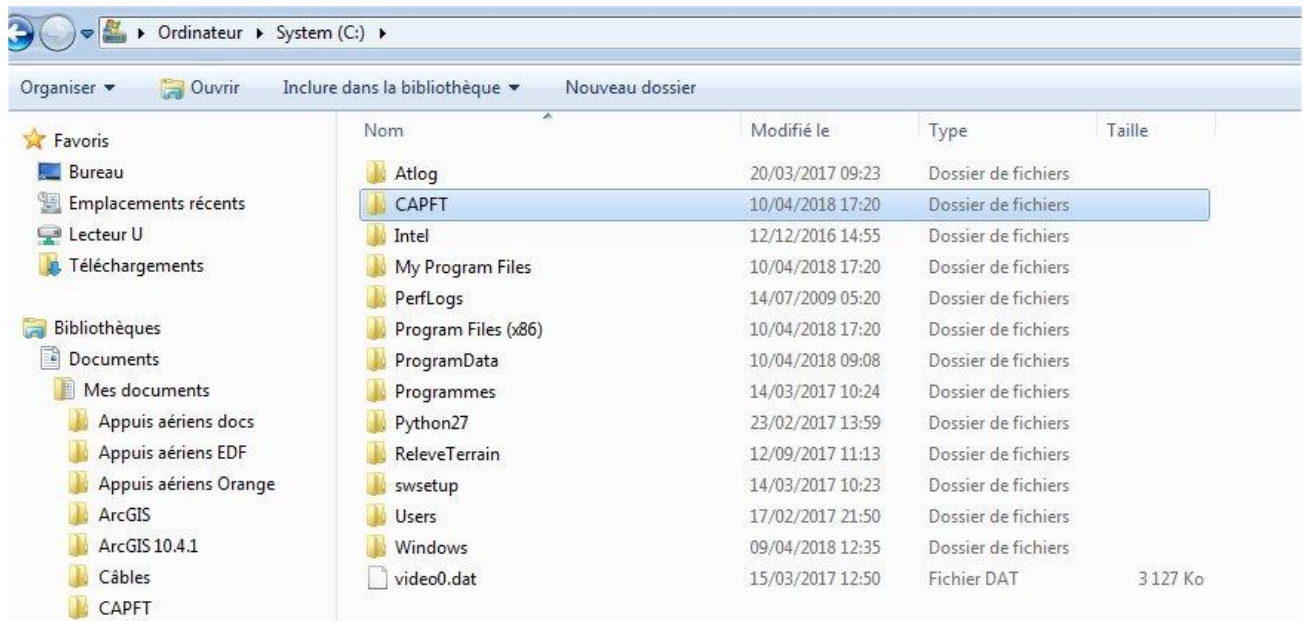 Ordinateur System (C:)
Organiser Ouvrir Inclure dans la bibliothèque Nouveau dossier
Favoris
Bureau
Emplacements récents
Lecteur U
Téléchargements
Bibliothèques
Documents
Mes documents
Appuis aériens docs
Appuis aériens EDF
Appuis aériens Orange
ArcGIS
ArcGIS 10.4.1
Câbles
CAPFT
Nom Modifié le Type Taille
Atlog 20/03/2017 09:23 Dossier de fichiers
CAPFT 10/04/2018 17:20 Dossier de fichiers
Intel 12/12/2016 14:55 Dossier de fichiers
My Program Files 10/04/2018 17:20 Dossier de fichiers
PerfLogs 14/07/2009 05:20 Dossier de fichiers
Program Files (x86) 10/04/2018 17:20 Dossier de fichiers
ProgramData 10/04/2018 09:08 Dossier de fichiers
Programmes 14/03/2017 10:24 Dossier de fichiers
Python27 23/02/2017 13:59 Dossier de fichiers
ReleveTerrain 12/09/2017 11:13 Dossier de fichiers
swsetup 14/03/2017 10:23 Dossier de fichiers
Users 17/02/2017 21:50 Dossier de fichiers
Windows 09/04/2018 12:35 Dossier de fichiers
video0.dat 15/03/2017 12:50 Fichier DAT 3 127 Ko